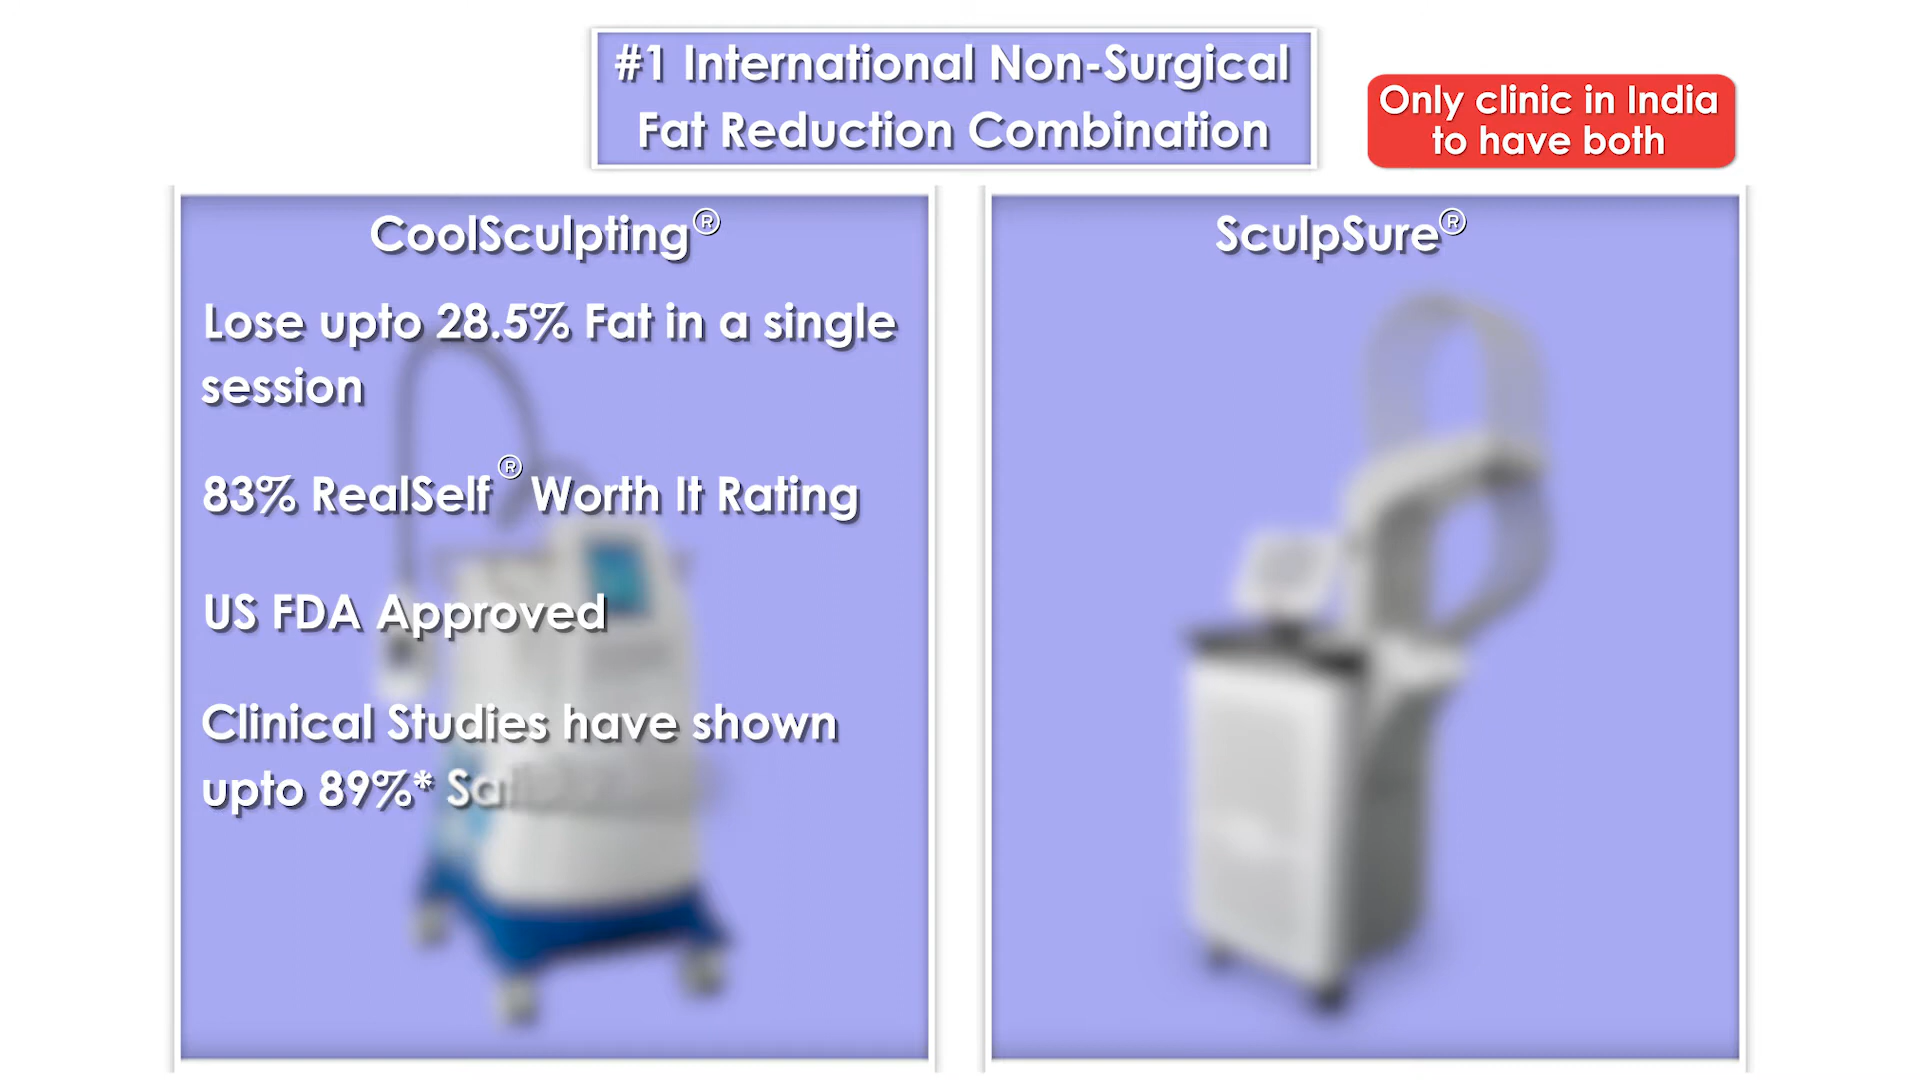 #1 International Non-Surgical
Fat Reduction Combination
Only clinic in India
to have both
CoolSculpting®
Lose upto 28.5% Fat in a single
session
83% RealSelf® Worth It Rating
US FDA Approved
Clinical Studies have shown
upto 89%*
SculpSure®